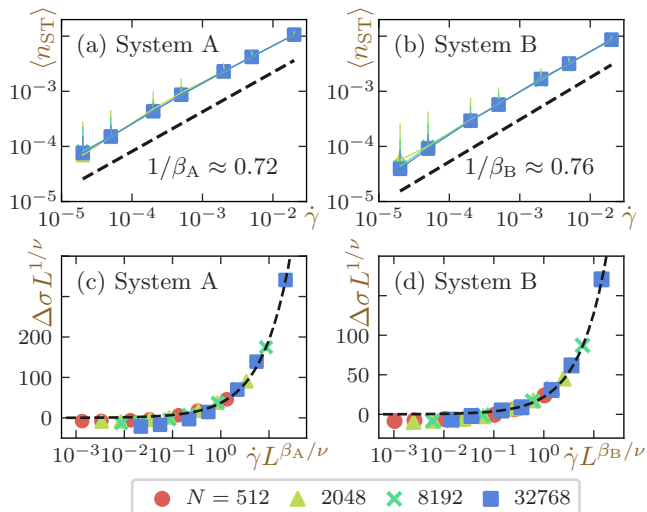 (a) System A
(b) System B
⟨n_ST⟩
⟨n_ST⟩
10^−3
10^−4
10^−5
10^−3
10^−4
10^−5
1/β_A ≈ 0.72
1/β_B ≈ 0.76
10^−5 10^−4 10^−3 10^−2 γ̇
10^−5 10^−4 10^−3 10^−2 γ̇
(c) System A
(d) System B
Δσ L^{1/ν}
Δσ L^{1/ν}
200
100
0
100
50
0
10^−3 10^−2 10^−1 10^0 γ̇L^{β_A/ν}
10^−3 10^−2 10^−1 10^0 γ̇L^{β_B/ν}
N = 512 2048 8192 32768